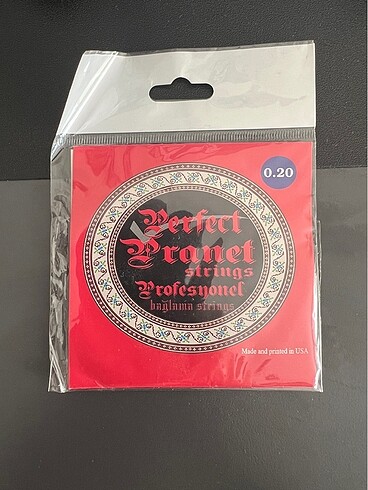 0.20
Perfect
Pranet
strings
Profesyonel
bağlama strings
Made and printed in USA